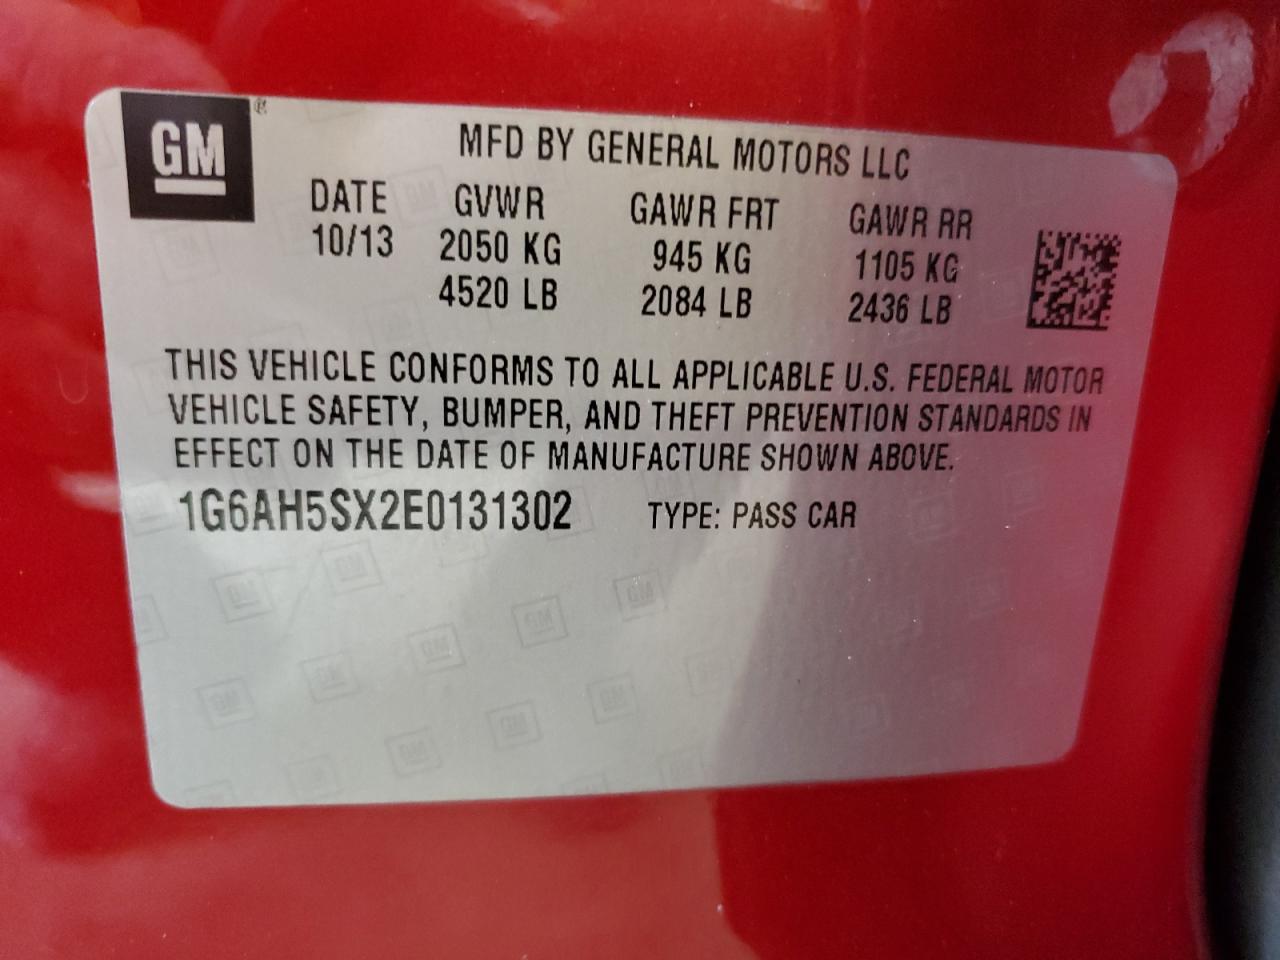 GM®
MFD BY GENERAL MOTORS LLC
DATE GVWR GAWR FRT GAWR RR
10/13 2050 KG 945 KG 1105 KG
4520 LB 2084 LB 2436 LB
THIS VEHICLE CONFORMS TO ALL APPLICABLE U.S. FEDERAL MOTOR
VEHICLE SAFETY, BUMPER, AND THEFT PREVENTION STANDARDS IN
EFFECT ON THE DATE OF MANUFACTURE SHOWN ABOVE.
1G6AH5SX2E0131302 TYPE: PASS CAR